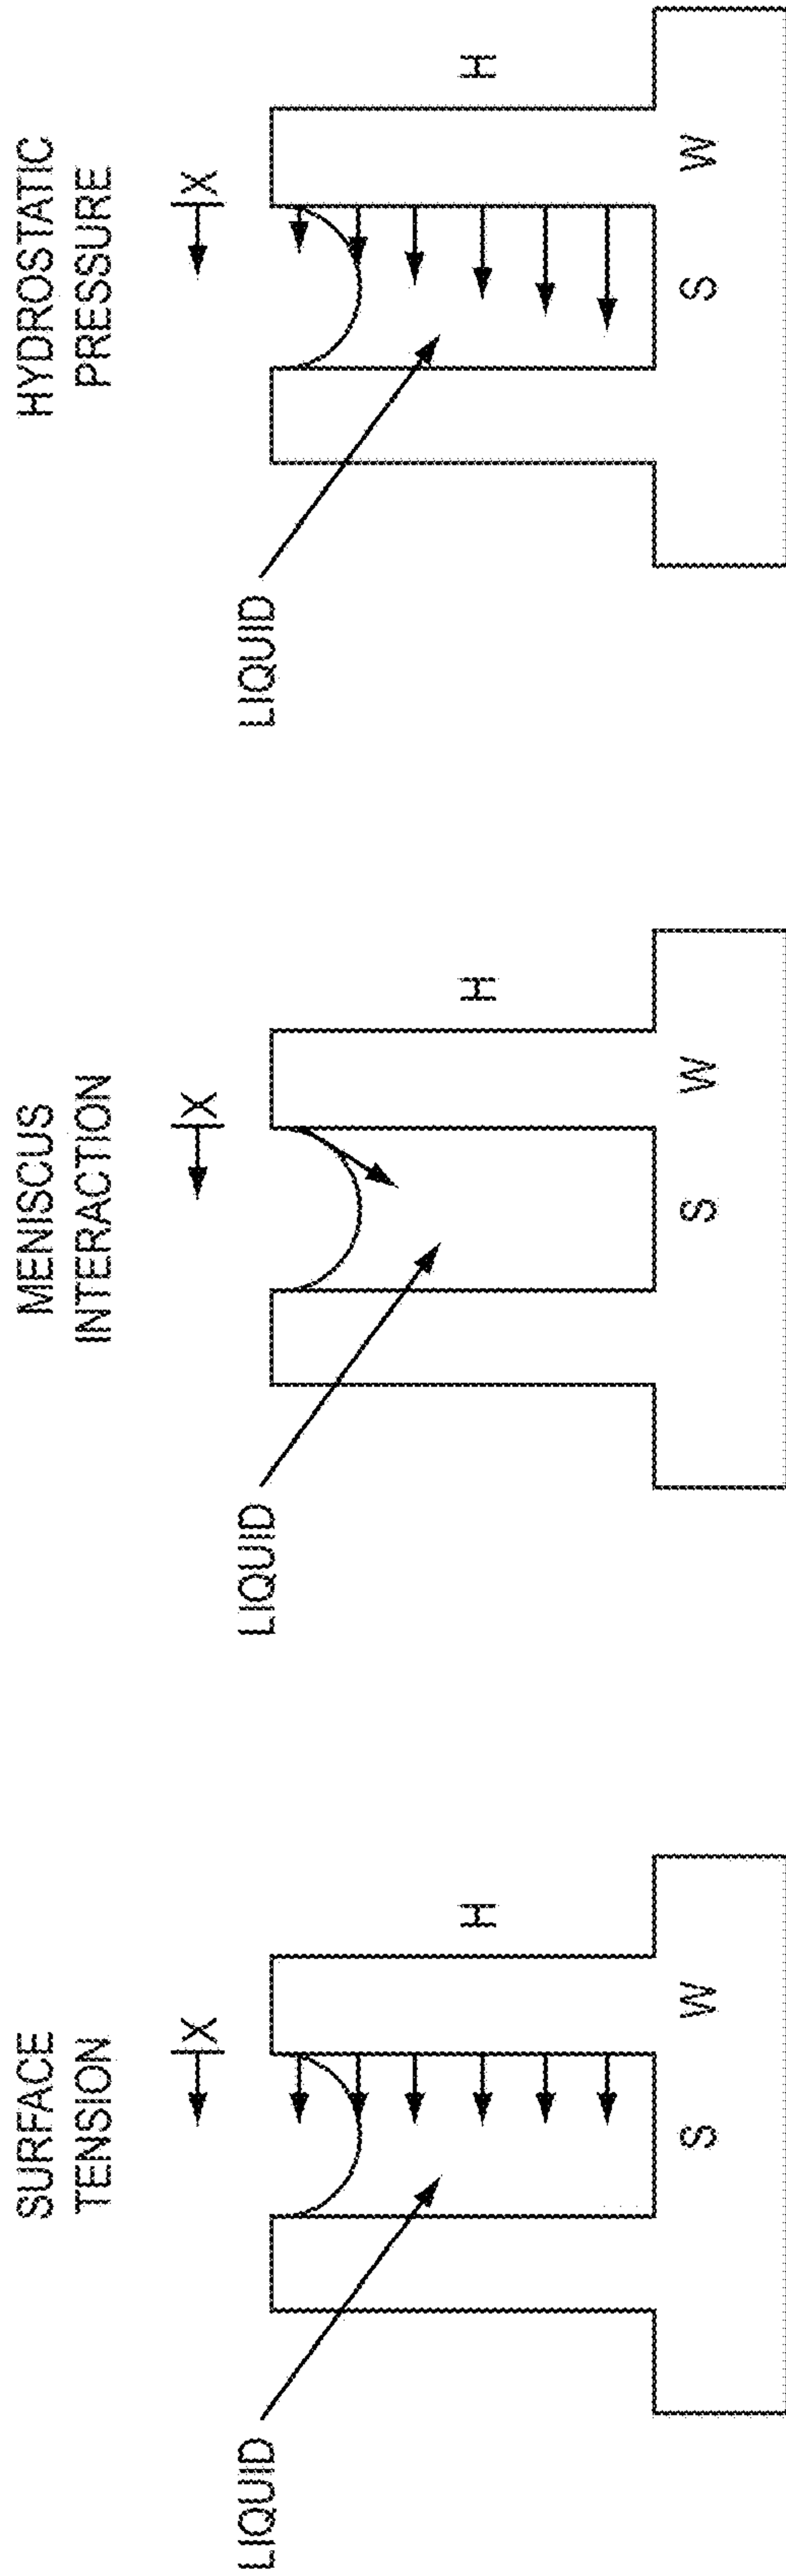 SURFACE
TENSION
X
LIQUID
H
S W
MENISCUS
INTERACTION
X
LIQUID
H
S W
HYDROSTATIC
PRESSURE
X
LIQUID
H
S W